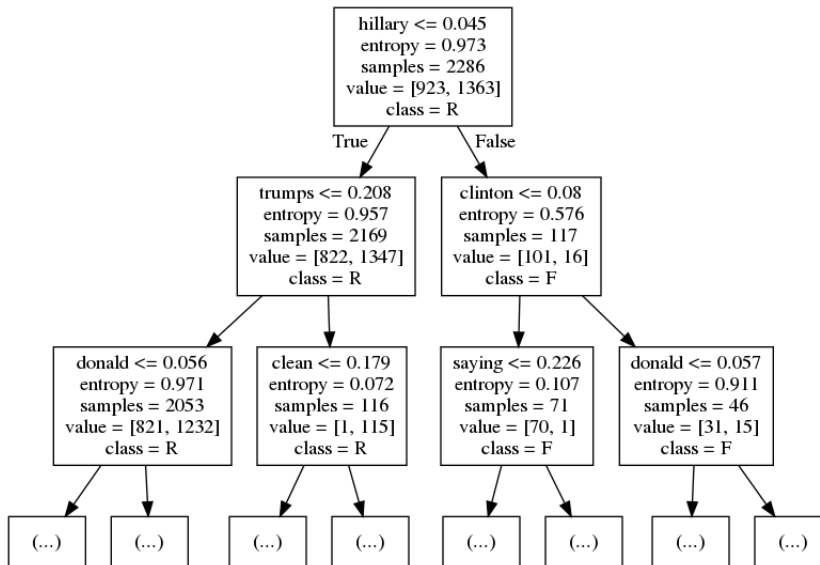 hillary <= 0.045
entropy = 0.973
samples = 2286
value = [923, 1363]
class = R
True
False
trumps <= 0.208
entropy = 0.957
samples = 2169
value = [822, 1347]
class = R
clinton <= 0.08
entropy = 0.576
samples = 117
value = [101, 16]
class = F
donald <= 0.056
entropy = 0.971
samples = 2053
value = [821, 1232]
class = R
clean <= 0.179
entropy = 0.072
samples = 116
value = [1, 115]
class = R
saying <= 0.226
entropy = 0.107
samples = 71
value = [70, 1]
class = F
donald <= 0.057
entropy = 0.911
samples = 46
value = [31, 15]
class = F
(...)
(...)
(...)
(...)
(...)
(...)
(...)
(...)